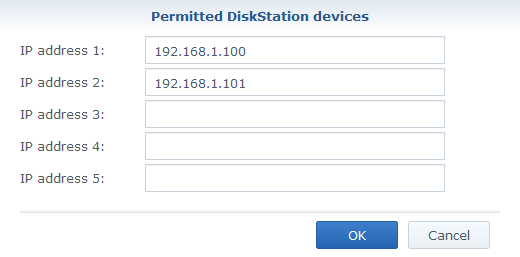 Permitted DiskStation devices
IP address 1: 192.168.1.100
IP address 2: 192.168.1.101
IP address 3:
IP address 4:
IP address 5:
OK Cancel